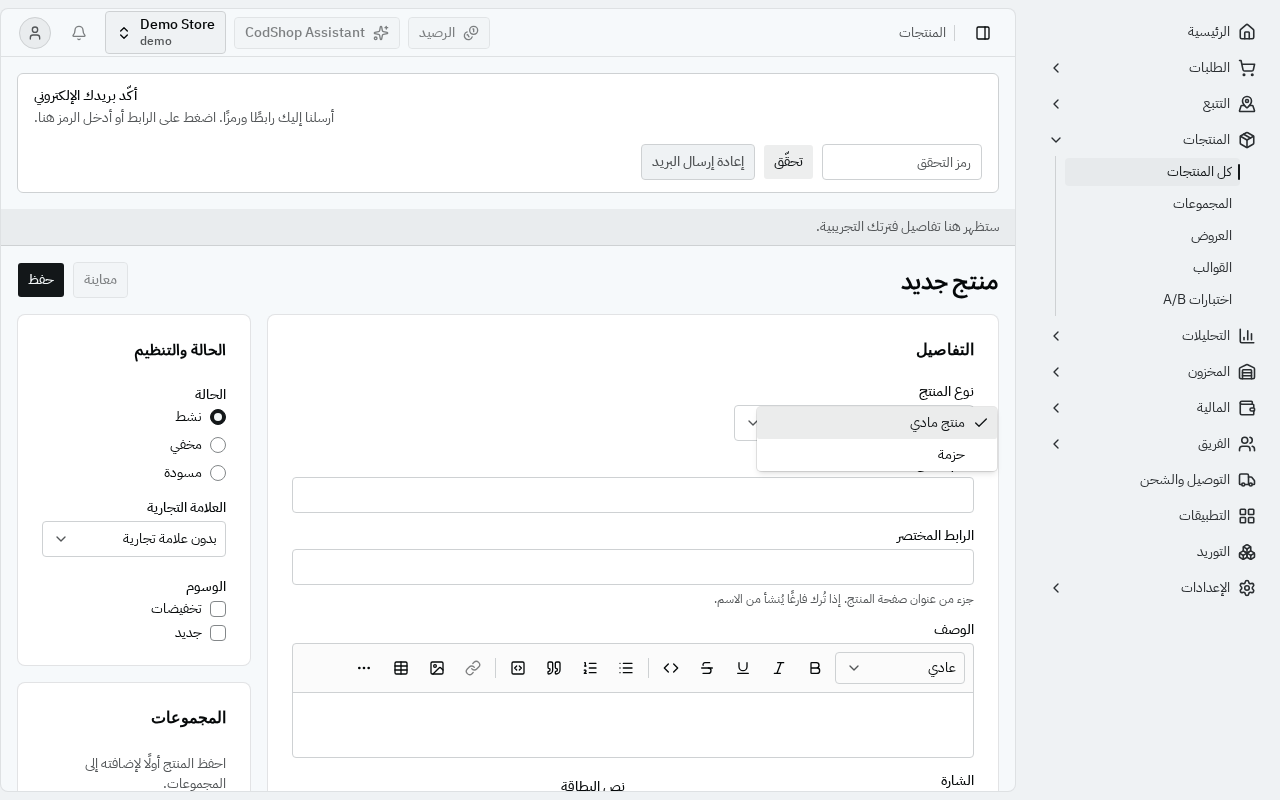 الرئيسية
الطلبات
التتبع
المنتجات
كل المنتجات
المجموعات
العروض
القوالب
اختبارات A/B
التحليلات
المخزون
المالية
الفريق
التوصيل والشحن
التطبيقات
التوريد
الإعدادات
المنتجات
الرصيد
CodShop Assistant
Demo Store
demo
أكّد بريدك الإلكتروني
أرسلنا إليك رابطًا ورمزًا. اضغط على الرابط أو أدخل الرمز هنا.
رمز التحقق
تحقّق
إعادة إرسال البريد
ستظهر هنا تفاصيل فترتك التجريبية.
منتج جديد
معاينة
حفظ
التفاصيل
نوع المنتج
منتج مادي
حزمة
الرابط المختصر
جزء من عنوان صفحة المنتج. إذا تُرك فارغًا يُنشأ من الاسم.
الوصف
عادي
الشارة
نص البطاقة
الحالة والتنظيم
الحالة
نشط
مخفي
مسودة
العلامة التجارية
بدون علامة تجارية
الوسوم
تخفيضات
جديد
المجموعات
احفظ المنتج أولًا لإضافته إلى
المجموعات.